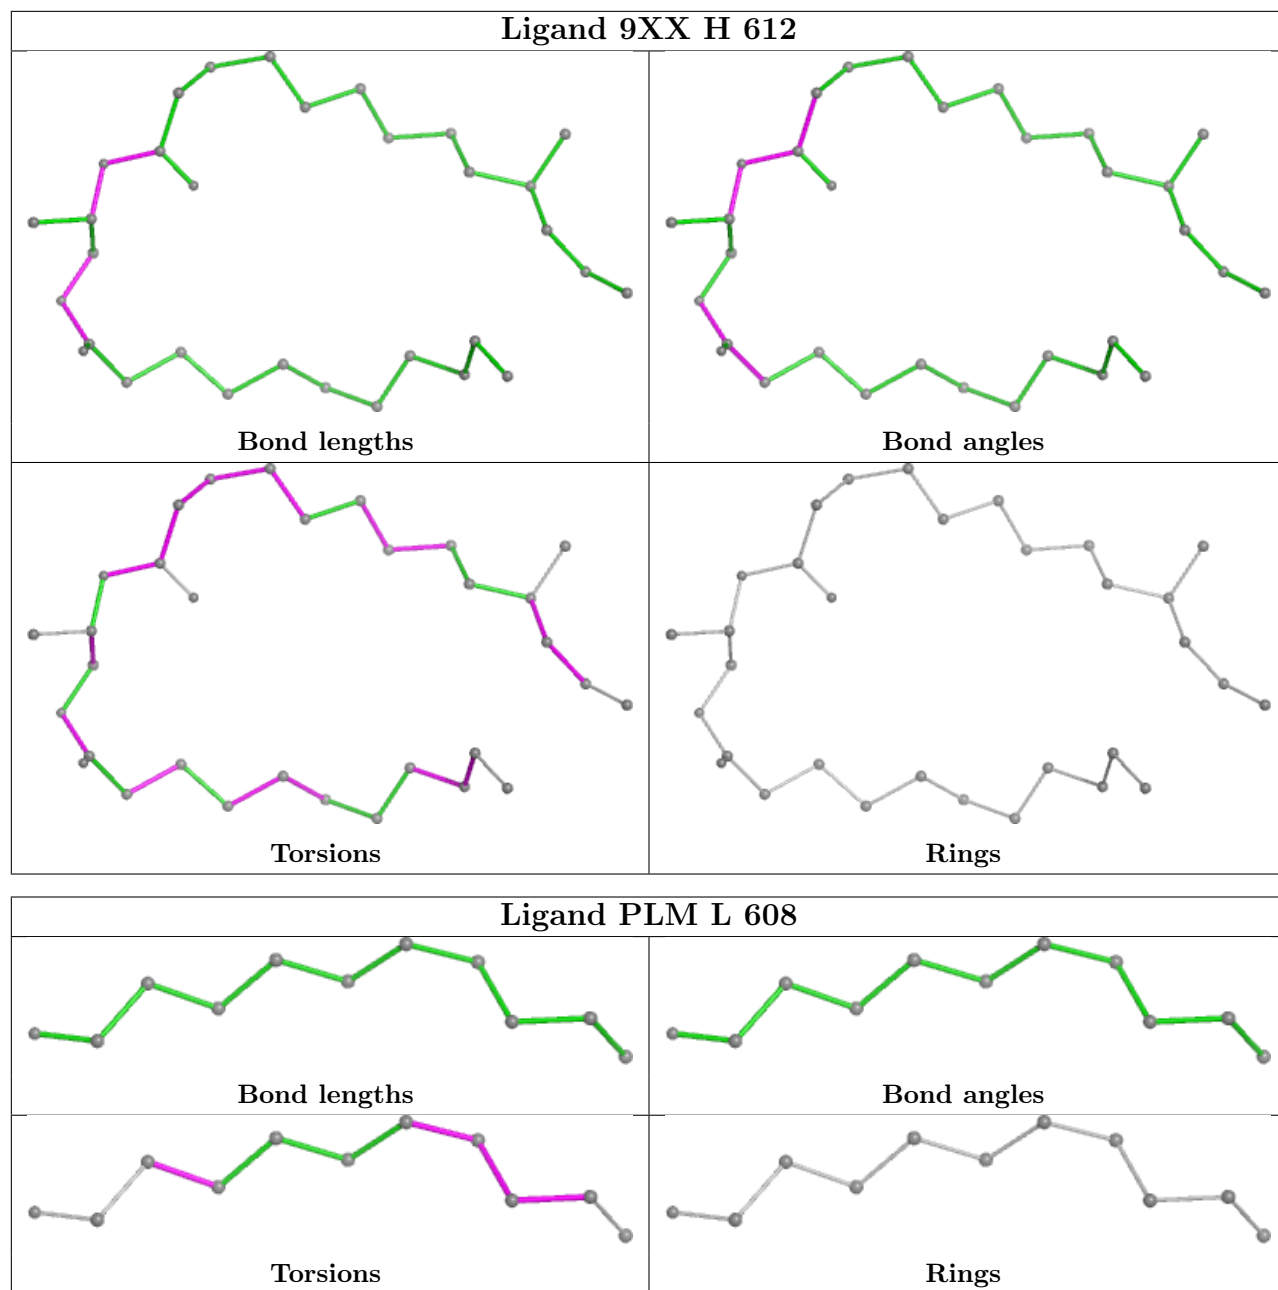 Ligand 9XX H 612
Bond lengths
Bond angles
Torsions
Rings
Ligand PLM L 608
Bond lengths
Bond angles
Torsions
Rings